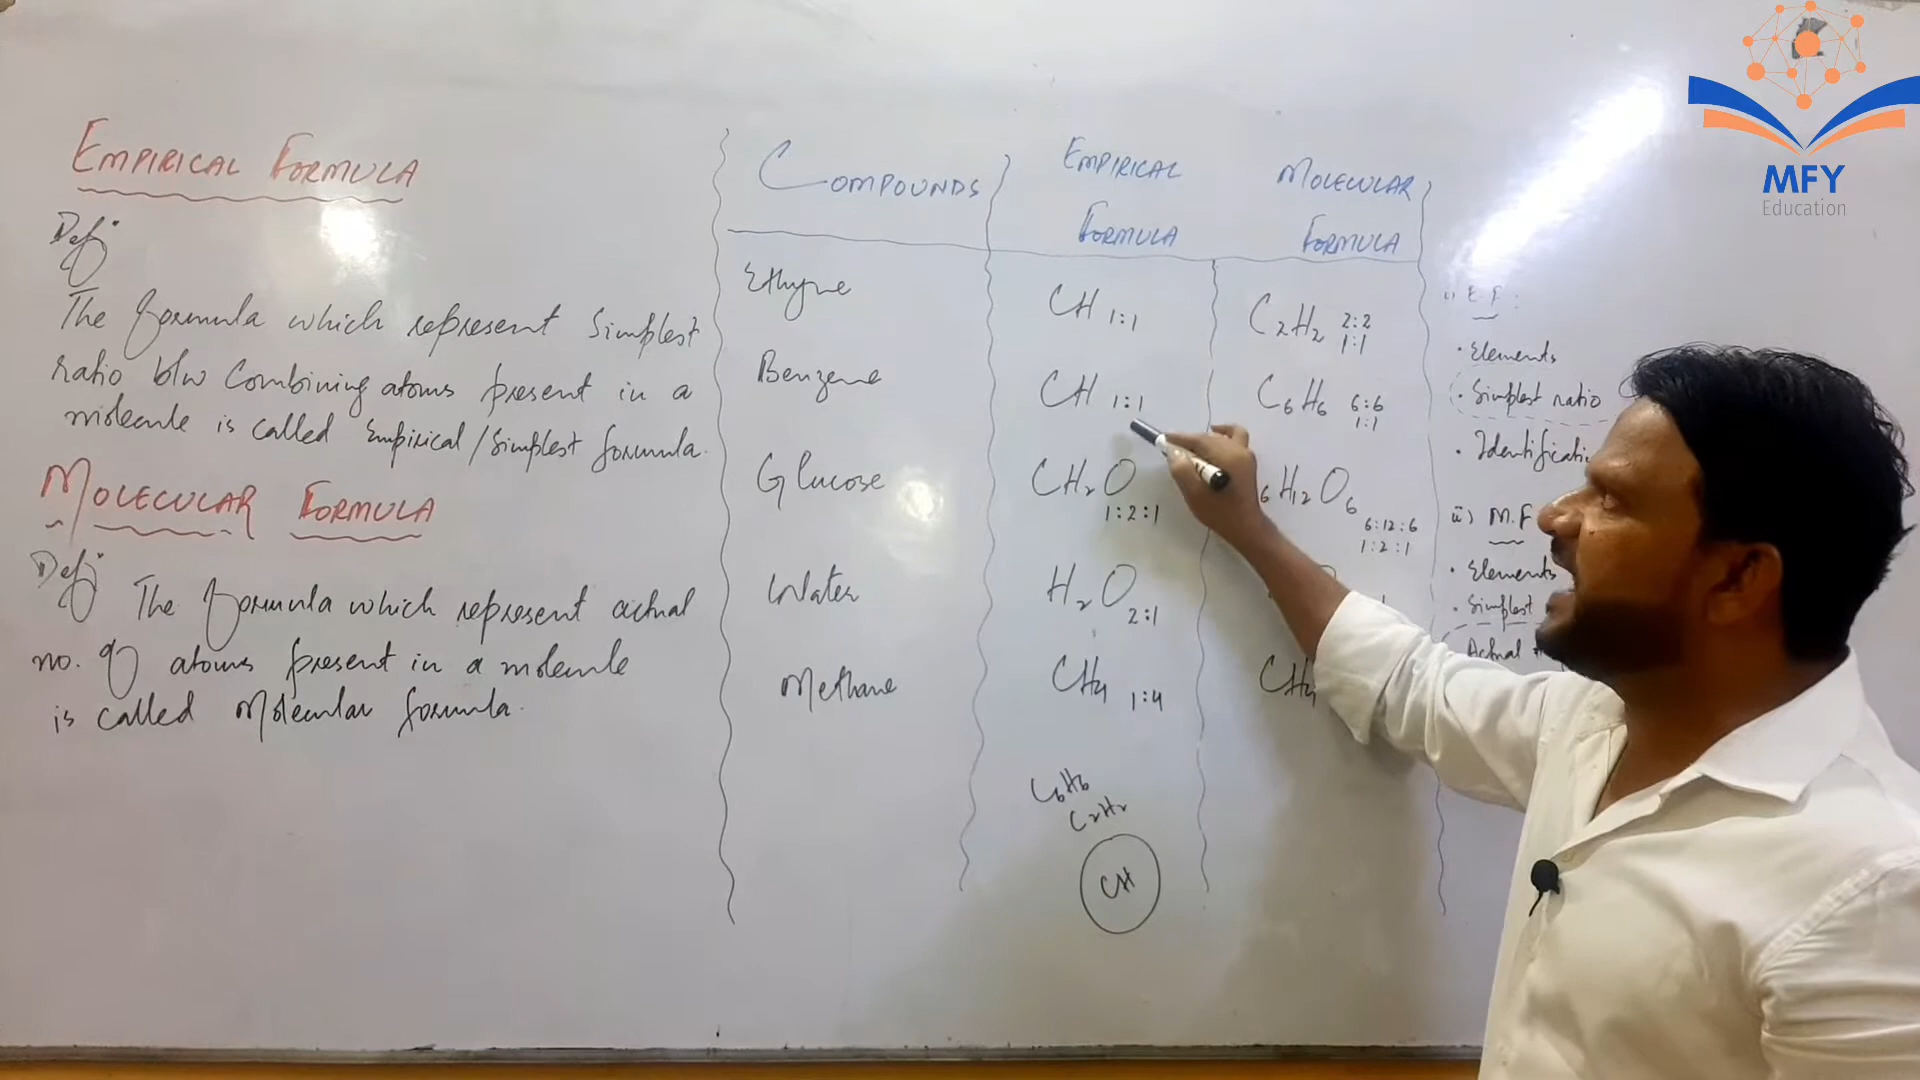 EMPIRICAL FORMULA
Def:
The formula which represent Simplest
ratio b/w Combining atoms present in a
molecule is called Empirical/Simplest formula.
MOLECULAR FORMULA
Def: The formula which represent actual
no. of atoms present in a molecule
is called Molecular formula.
COMPOUNDS
EMPIRICAL
FORMULA
MOLECULAR
FORMULA
Ethyne
CH 1:1
C2H2 2:2
1:1
Benzene
CH 1:1
C6H6 6:6
1:1
Glucose
CH2O
1:2:1
6H12O6
6:12:6
1:2:1
Water
H2O 2:1
Methane
CH4 1:4
CH4
C6H6
C2H2
CH
i) E.F:
• Elements
• Simplest ratio
• Identificatio
ii) M.F
• Elements
• Simplest
Actual
MFY
Education